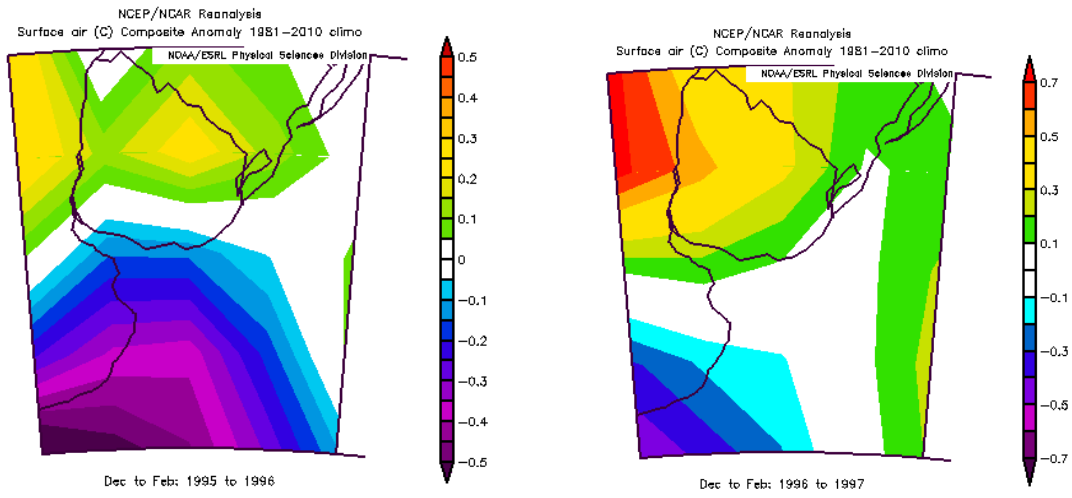 NCEP/NCAR Reanalysis
Surface air (C) Composite Anomaly 1981-2010 climo
NOAA/ESRL Physical Sciences Division
0.5
0.4
0.3
0.2
0.1
0
-0.1
-0.2
-0.3
-0.4
-0.5
Dec to Feb: 1995 to 1996
NCEP/NCAR Reanalysis
Surface air (C) Composite Anomaly 1981-2010 climo
NOAA/ESRL Physical Sciences Division
0.7
0.5
0.3
0.1
-0.1
-0.3
-0.5
-0.7
Dec to Feb: 1996 to 1997